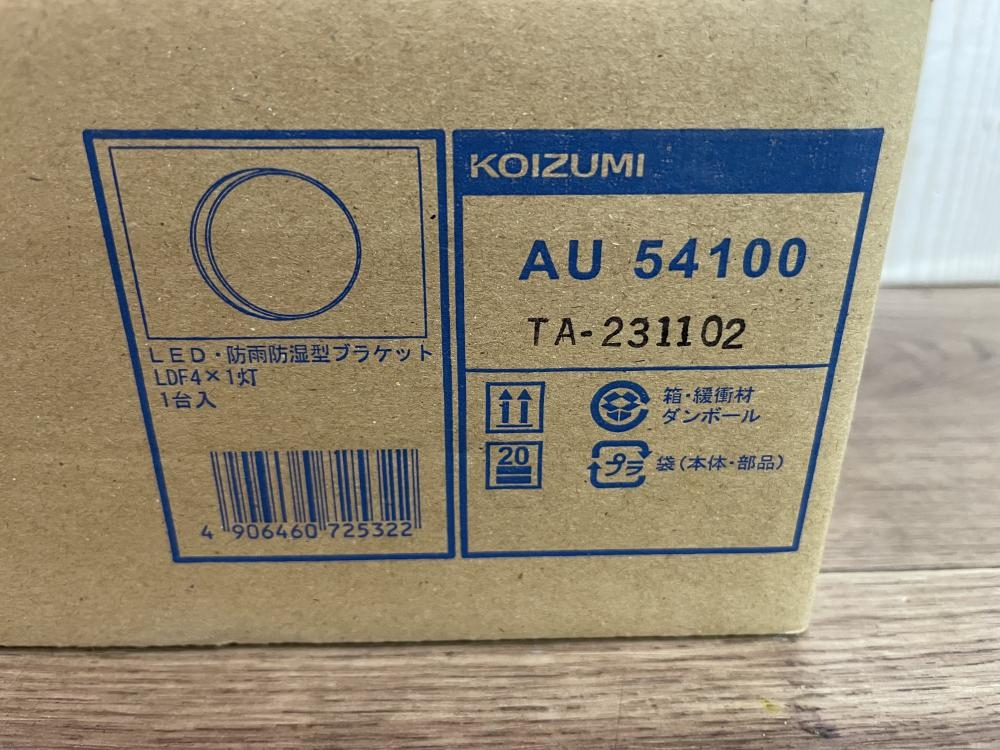 LED・防雨防湿型ブラケット
LDF4×1灯
1台入
4 906460 725322
KOIZUMI
AU 54100
TA-231102
箱・緩衝材
ダンボール
20
プラ
袋(本体・部品)